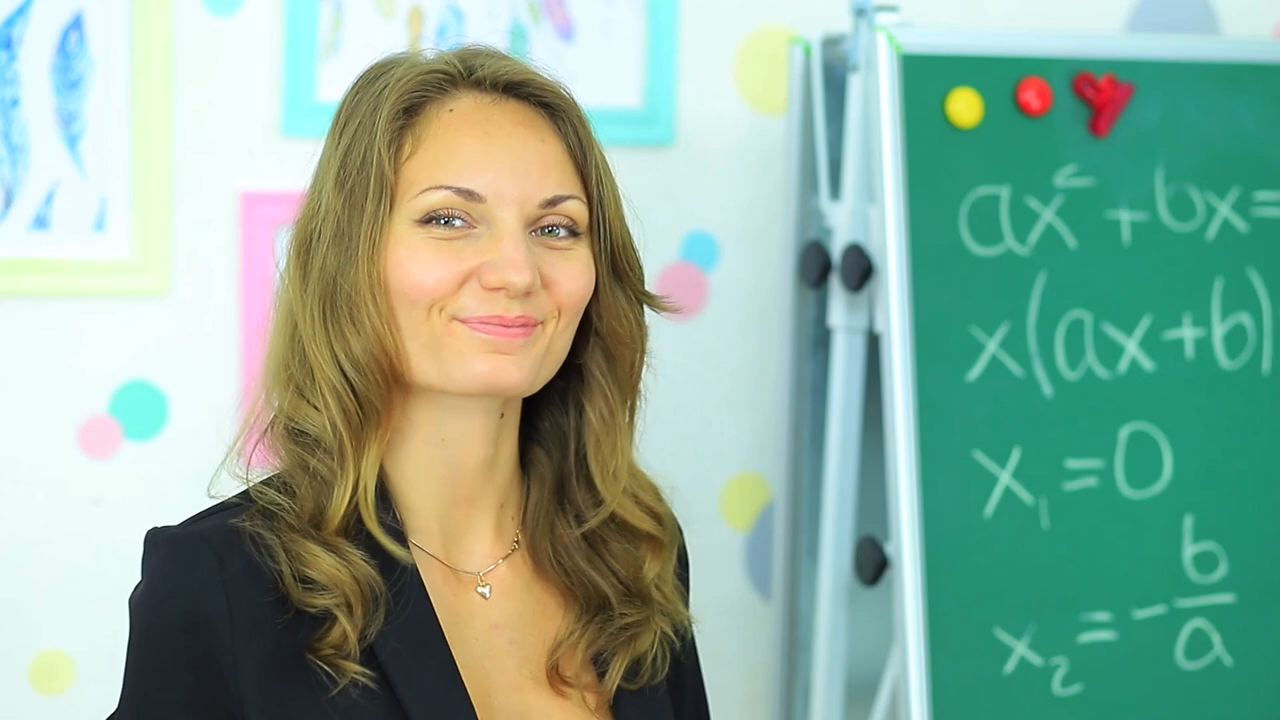 ax² + bx =
x(ax+b)
x₁ = 0
x₂ = - b/a